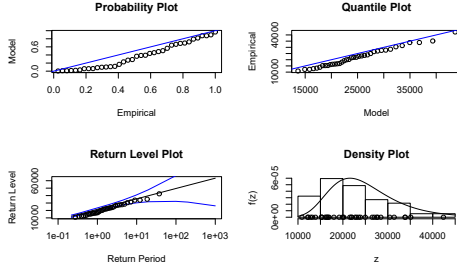 Probability Plot
Model
0.0 0.6
0.0 0.2 0.4 0.6 0.8 1.0
Empirical
Quantile Plot
Empirical
10000 40000
15000 25000 35000
Model
Return Level Plot
Return Level
10000 600000
1e-01 1e+00 1e+01 1e+02 1e+03
Return Period
Density Plot
f(z)
0e+00 6e-05
10000 20000 30000 40000
z